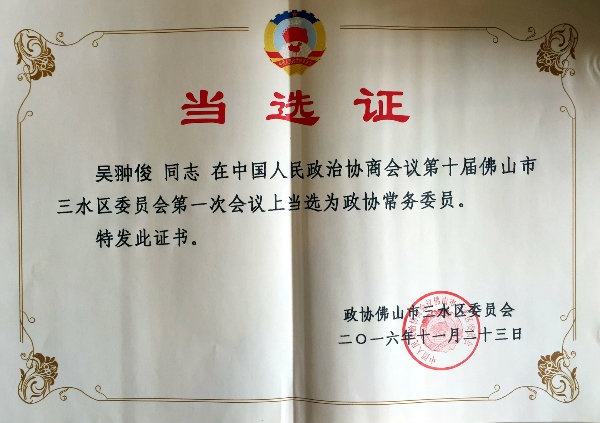 当选证
吴翀俊 同志 在中国人民政治协商会议第十届佛山市
三水区委员会第一次会议上当选为政协常务委员。
特发此证书。
政协佛山市三水区委员会
二〇一六年十一月二十三日